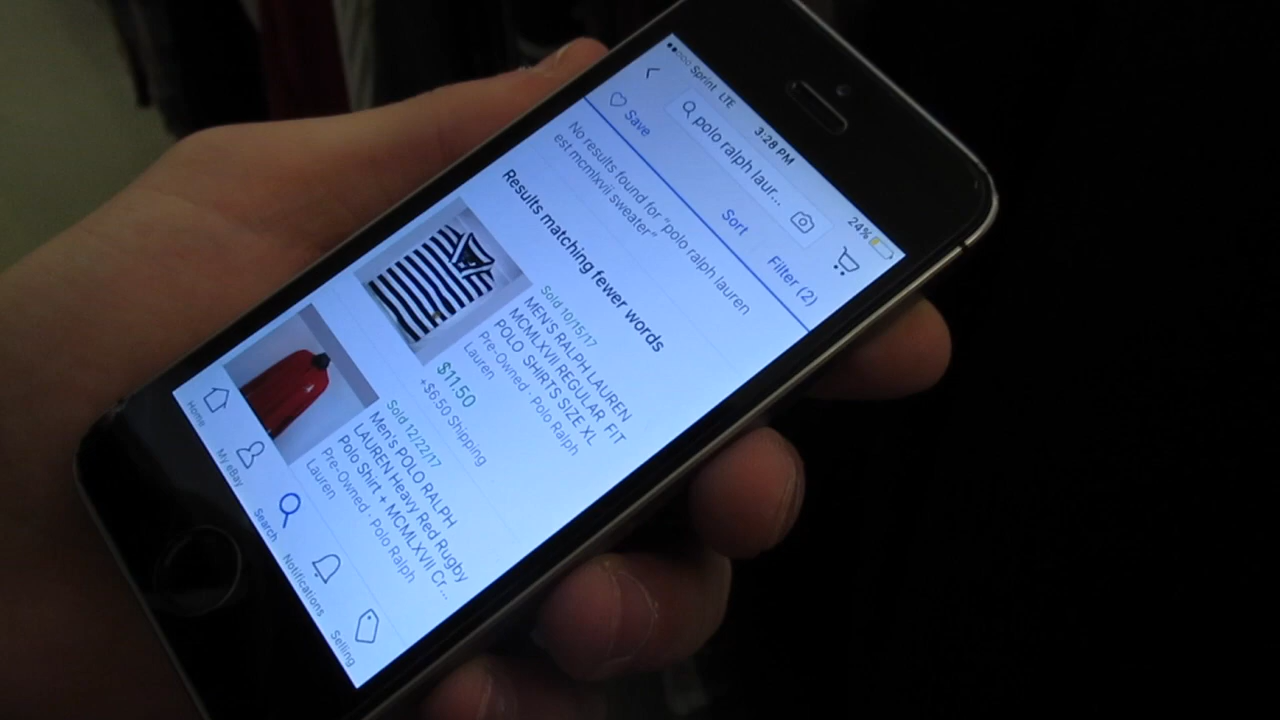 Sprint LTE 3:28 PM 24%
polo ralph laur...
Save Sort Filter (2)
No results found for "polo ralph lauren
est mcmlxvii sweater"
Results matching fewer words
Sold 10/15/17
MEN'S RALPH LAUREN
MCMLXVII REGULAR FIT
POLO SHIRTS SIZE XL
Pre-Owned · Polo Ralph
Lauren
$11.50
+$6.50 Shipping
Sold 12/22/17
Men's POLO RALPH
LAUREN Heavy Red Rugby
Polo Shirt + MCMLXVII Cr...
Pre-Owned · Polo Ralph
Lauren
Home My eBay Search Notifications Selling